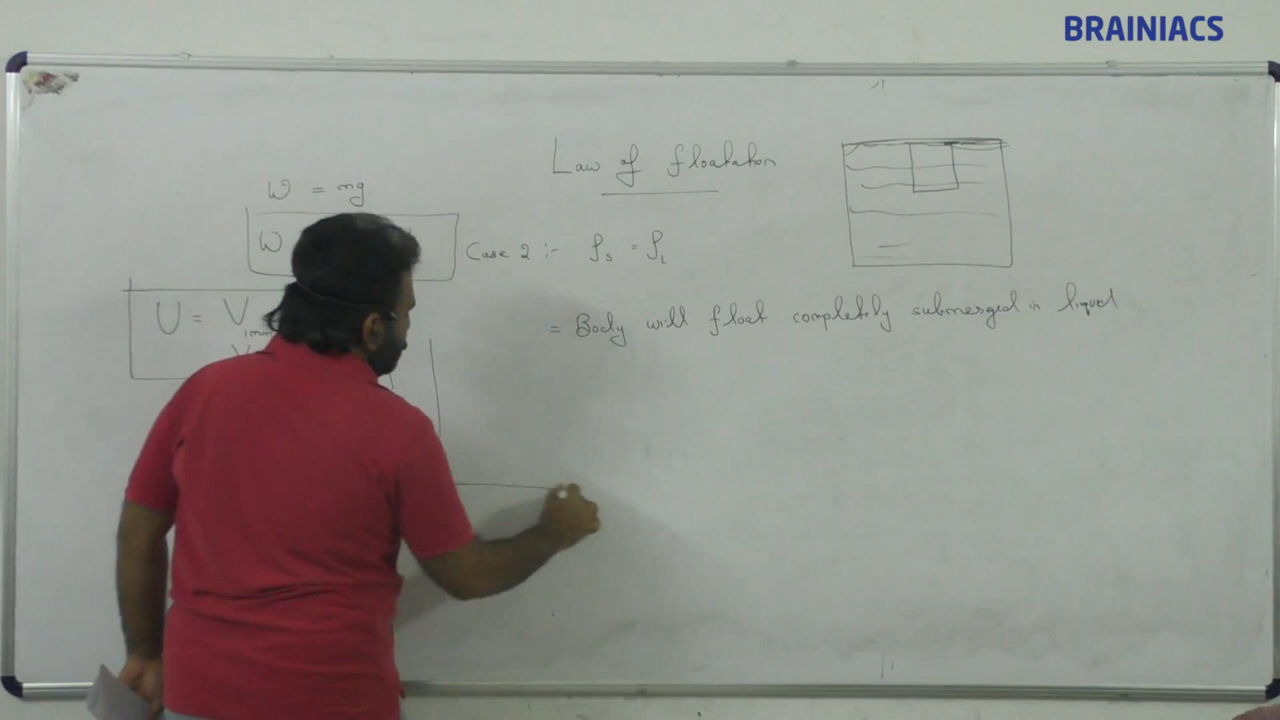 BRAINIACS
Law of floatation
W = mg
W
Case 2 :- ρs = ρL
U = V
= Body will float completely submerged in liquid